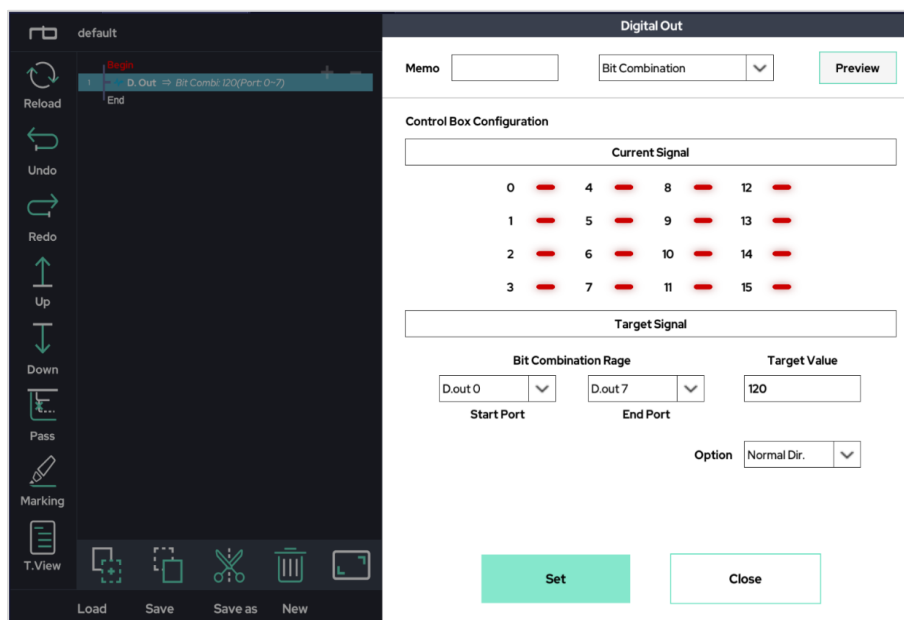 rb default
Digital Out
Memo Bit Combination Preview
Begin
1 D. Out ⇒ Bit Combi: 120(Port: 0~7)
End
Reload
Undo
Redo
Up
Down
Pass
Marking
T.View
Load Save Save as New
Control Box Configuration
Current Signal
0 4 8 12
1 5 9 13
2 6 10 14
3 7 11 15
Target Signal
Bit Combination Rage Target Value
D.out 0 D.out 7 120
Start Port End Port
Option Normal Dir.
Set Close